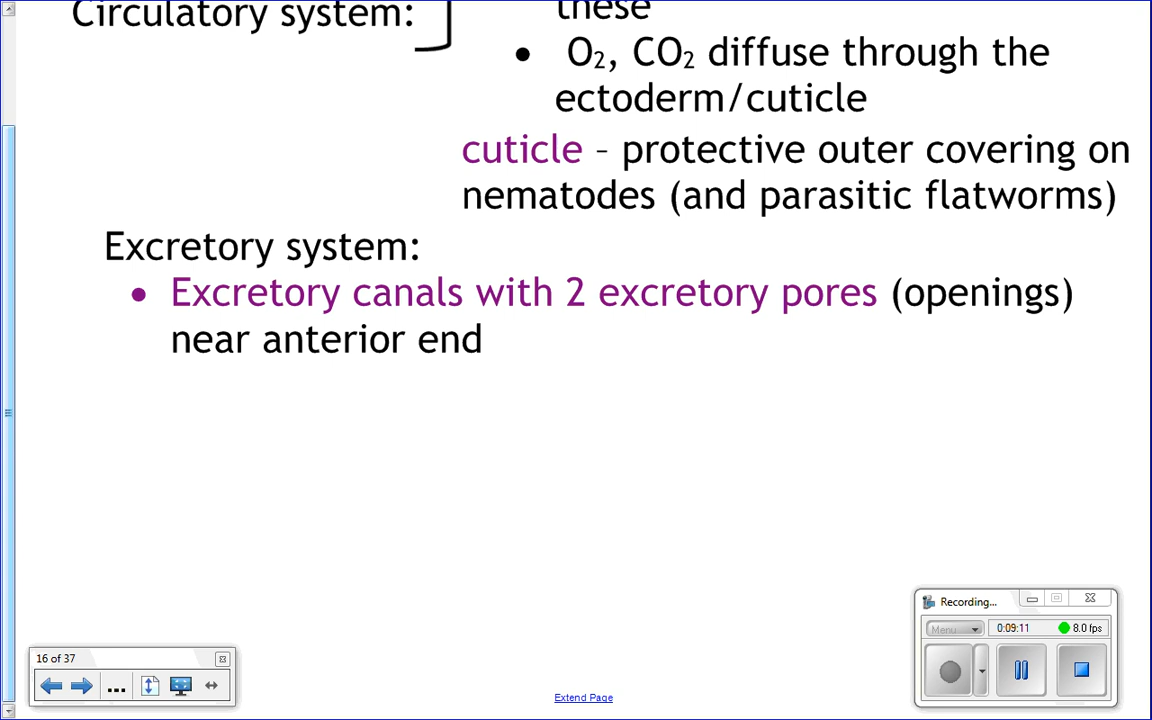 Circulatory system:
these
• O₂, CO₂ diffuse through the
ectoderm/cuticle
cuticle – protective outer covering on
nematodes (and parasitic flatworms)
Excretory system:
• Excretory canals with 2 excretory pores (openings)
near anterior end
Recording...
Menu
0:09:11
8.0 fps
16 of 37
...
Extend Page